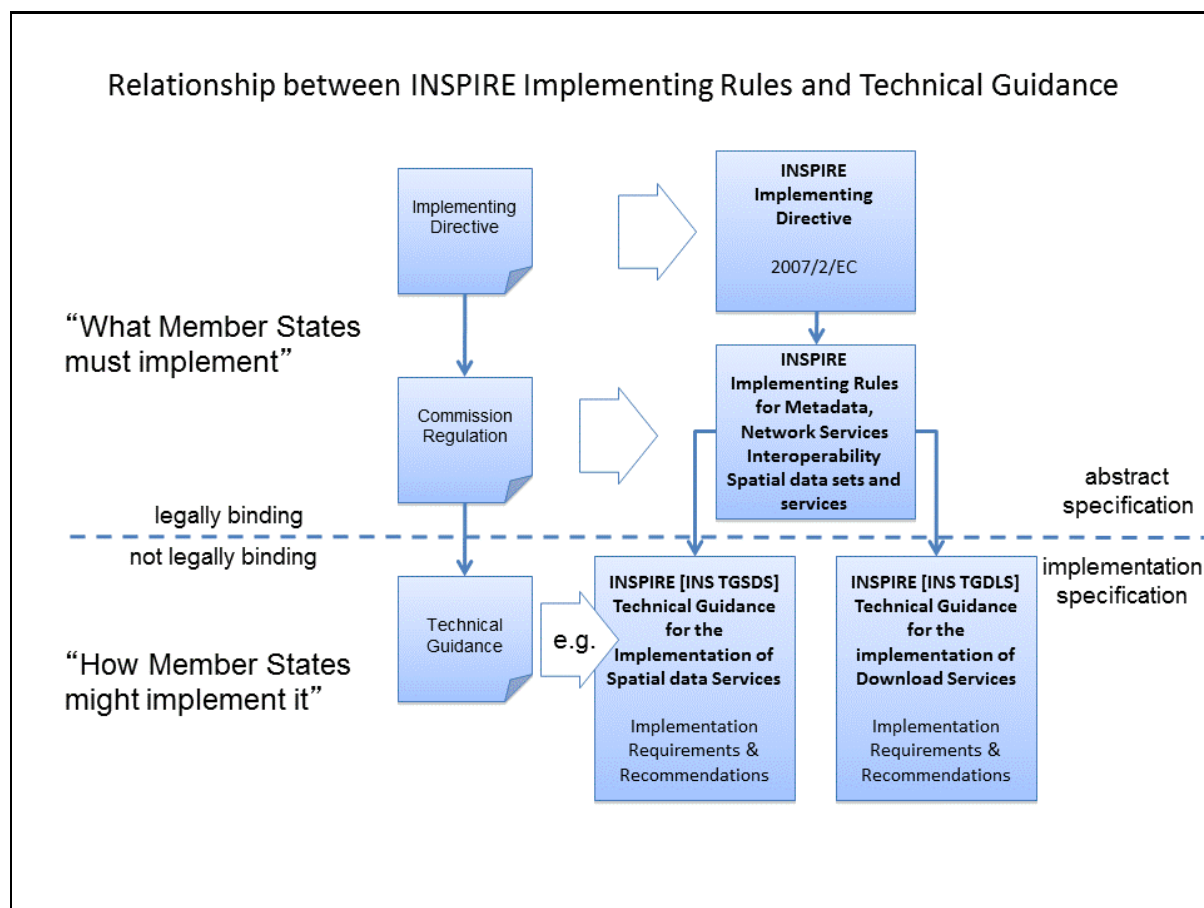 Relationship between INSPIRE Implementing Rules and Technical Guidance
Implementing
Directive
INSPIRE
Implementing
Directive
2007/2/EC
“What Member States
must implement”
Commission
Regulation
INSPIRE
Implementing Rules
for Metadata,
Network Services
Interoperability
Spatial data sets and
services
abstract
specification
legally binding
not legally binding
implementation
specification
Technical
Guidance
e.g.
INSPIRE [INS TGSDS]
Technical Guidance
for the
Implementation of
Spatial data Services
Implementation
Requirements &
Recommendations
INSPIRE [INS TGDLS]
Technical Guidance
for the
implementation of
Download Services
Implementation
Requirements &
Recommendations
“How Member States
might implement it”